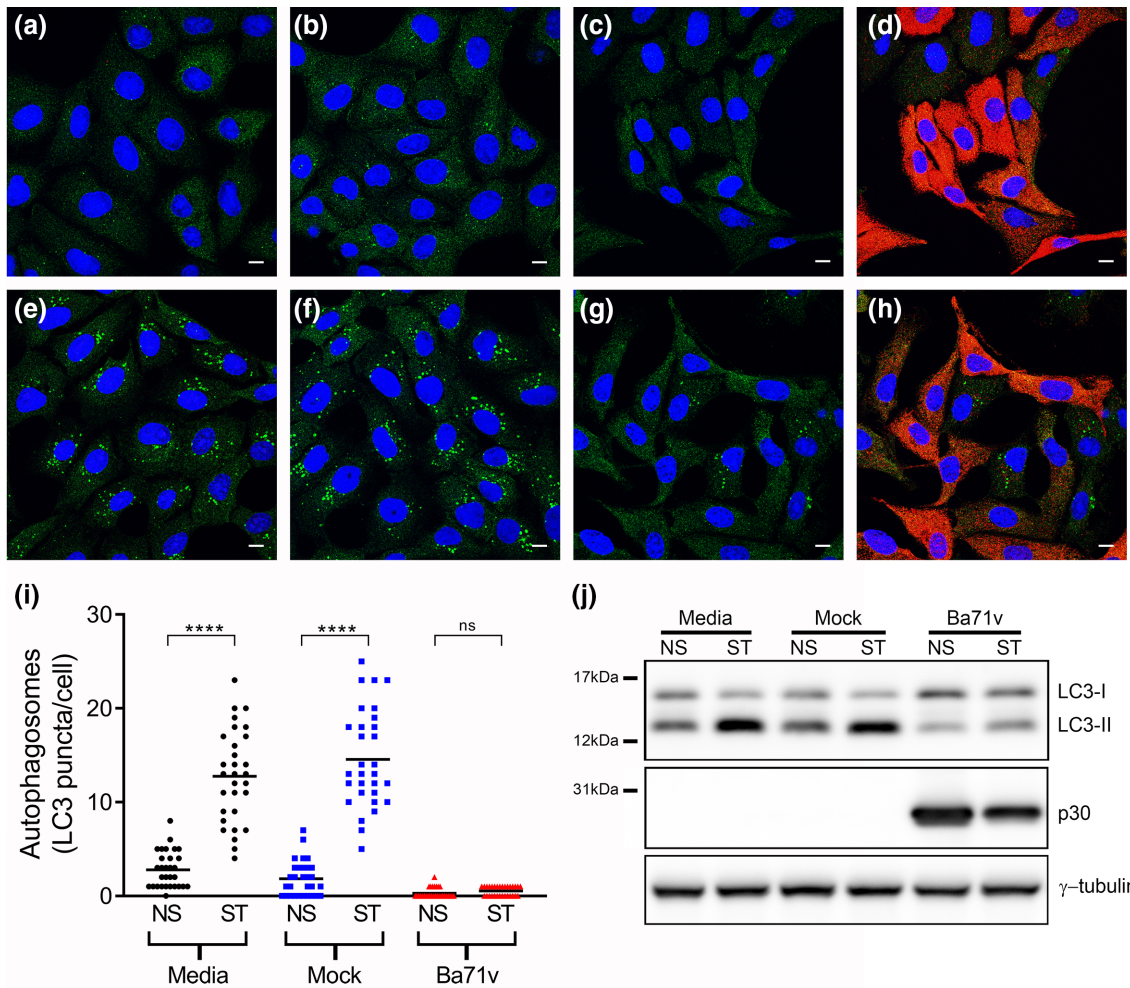 (a)
(b)
(c)
(d)
(e)
(f)
(g)
(h)
(i)
Autophagosomes
(LC3 puncta/cell)
30
20
10
0
****
****
ns
NS ST NS ST NS ST
Media Mock Ba71v
(j)
Media Mock Ba71v
NS ST NS ST NS ST
17kDa
LC3-I
LC3-II
12kDa
31kDa
p30
γ–tubulin